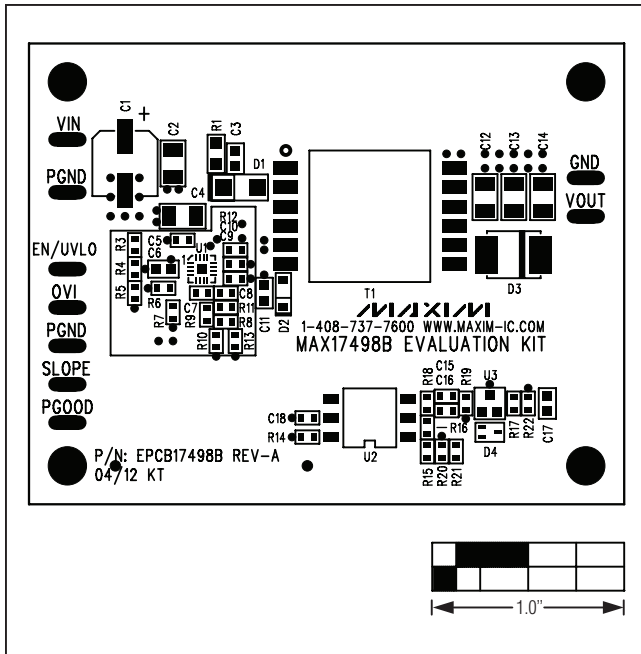 VIN
PGND
EN/UVLO
OVI
PGND
SLOPE
PGOOD
C1
+
C2
R1
C3
D1
C4
R12
C10
C9
U1
1
C5
C6
R3
R4
R5
R6
R7
C7
R9
C8
R11
R8
R10
R13
C11
D2
T1
C12
C13
C14
GND
VOUT
D3
MAXIM
1-408-737-7600 WWW.MAXIM-IC.COM
MAX17498B EVALUATION KIT
C18
R14
U2
R18
C15
C16
R19
U3
R16
R17
R22
C17
D4
R15
R20
R21
P/N: EPCB17498B REV-A
04/12 KT
1.0"